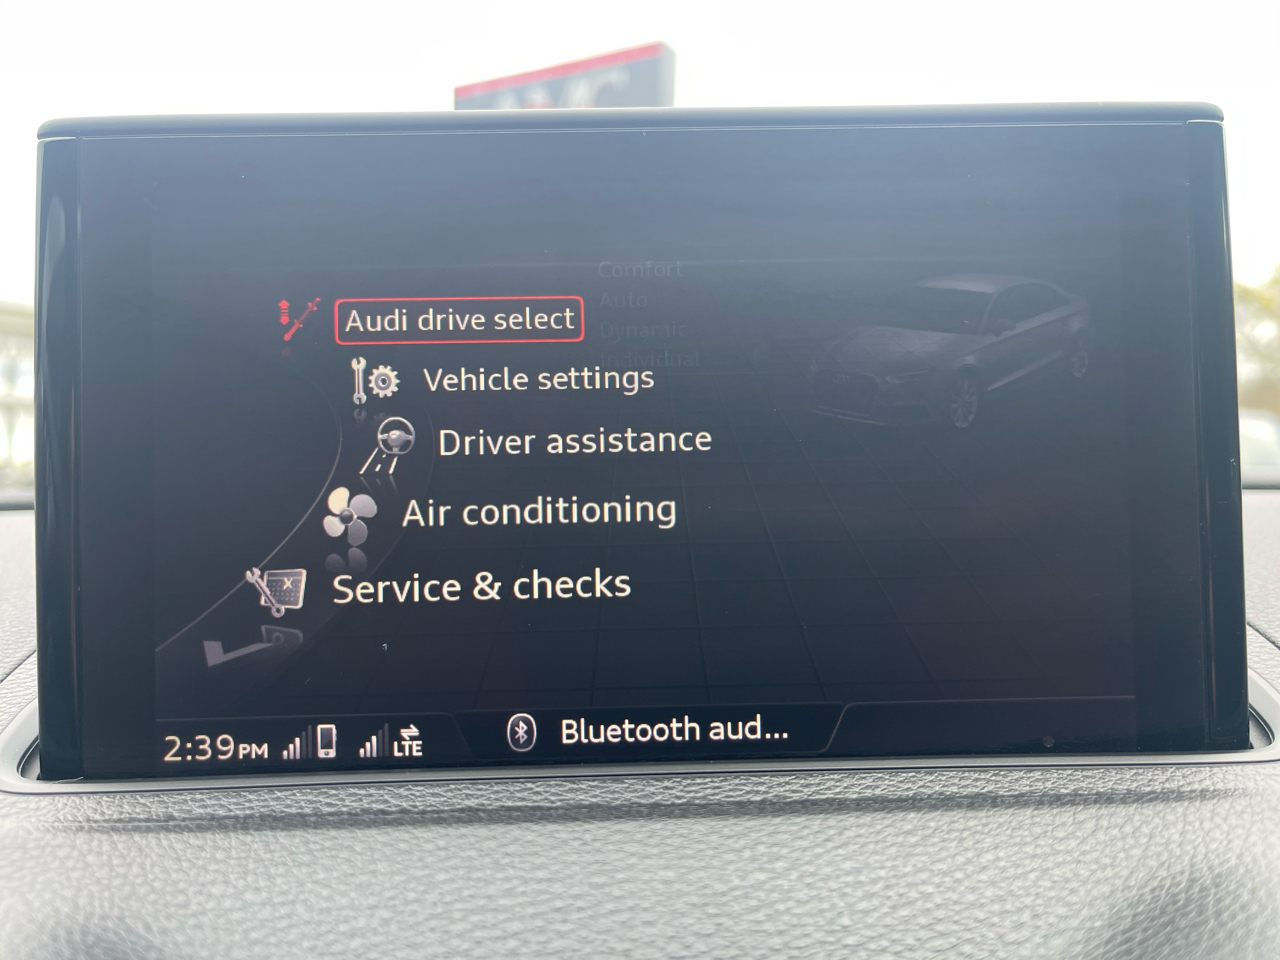 Comfort
Auto
Dynamic
Individual
Audi drive select
Vehicle settings
Driver assistance
Air conditioning
Service & checks
2:39PM
LTE
Bluetooth aud...